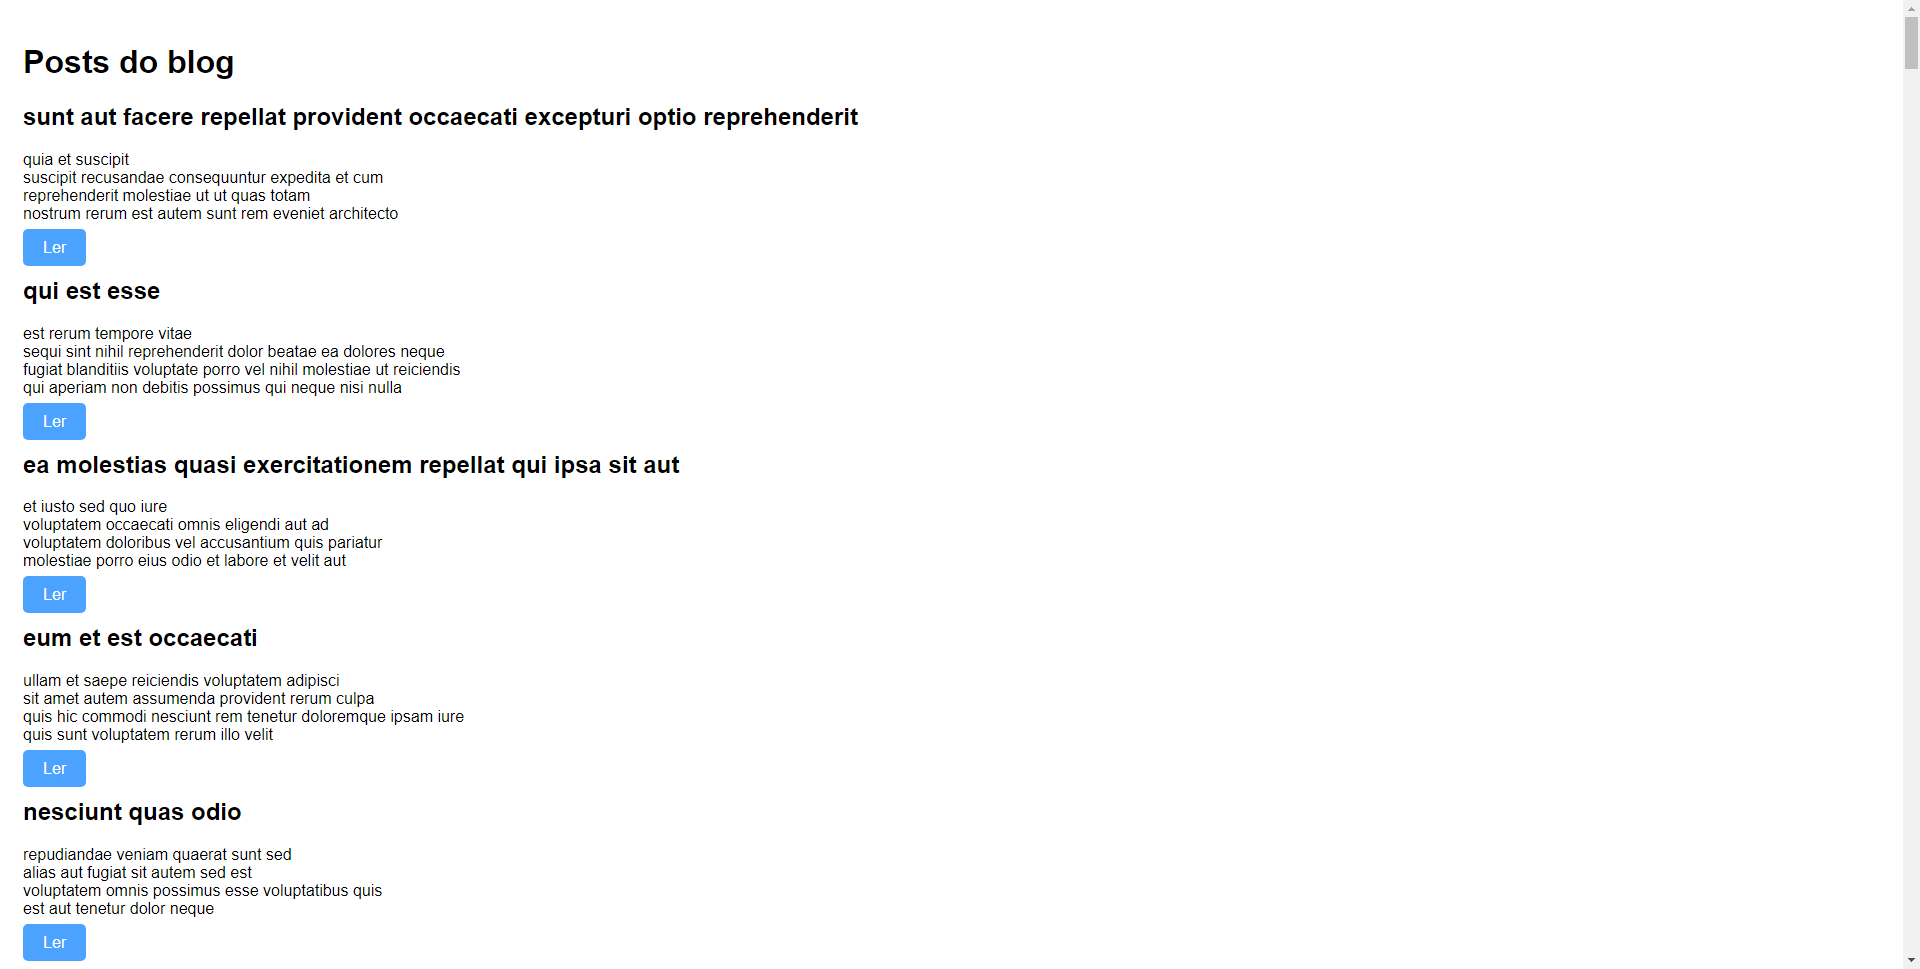 Posts do blog
sunt aut facere repellat provident occaecati excepturi optio reprehenderit
quia et suscipit
suscipit recusandae consequuntur expedita et cum
reprehenderit molestiae ut ut quas totam
nostrum rerum est autem sunt rem eveniet architecto
Ler
qui est esse
est rerum tempore vitae
sequi sint nihil reprehenderit dolor beatae ea dolores neque
fugiat blanditiis voluptate porro vel nihil molestiae ut reiciendis
qui aperiam non debitis possimus qui neque nisi nulla
Ler
ea molestias quasi exercitationem repellat qui ipsa sit aut
et iusto sed quo iure
voluptatem occaecati omnis eligendi aut ad
voluptatem doloribus vel accusantium quis pariatur
molestiae porro eius odio et labore et velit aut
Ler
eum et est occaecati
ullam et saepe reiciendis voluptatem adipisci
sit amet autem assumenda provident rerum culpa
quis hic commodi nesciunt rem tenetur doloremque ipsam iure
quis sunt voluptatem rerum illo velit
Ler
nesciunt quas odio
repudiandae veniam quaerat sunt sed
alias aut fugiat sit autem sed est
voluptatem omnis possimus esse voluptatibus quis
est aut tenetur dolor neque
Ler